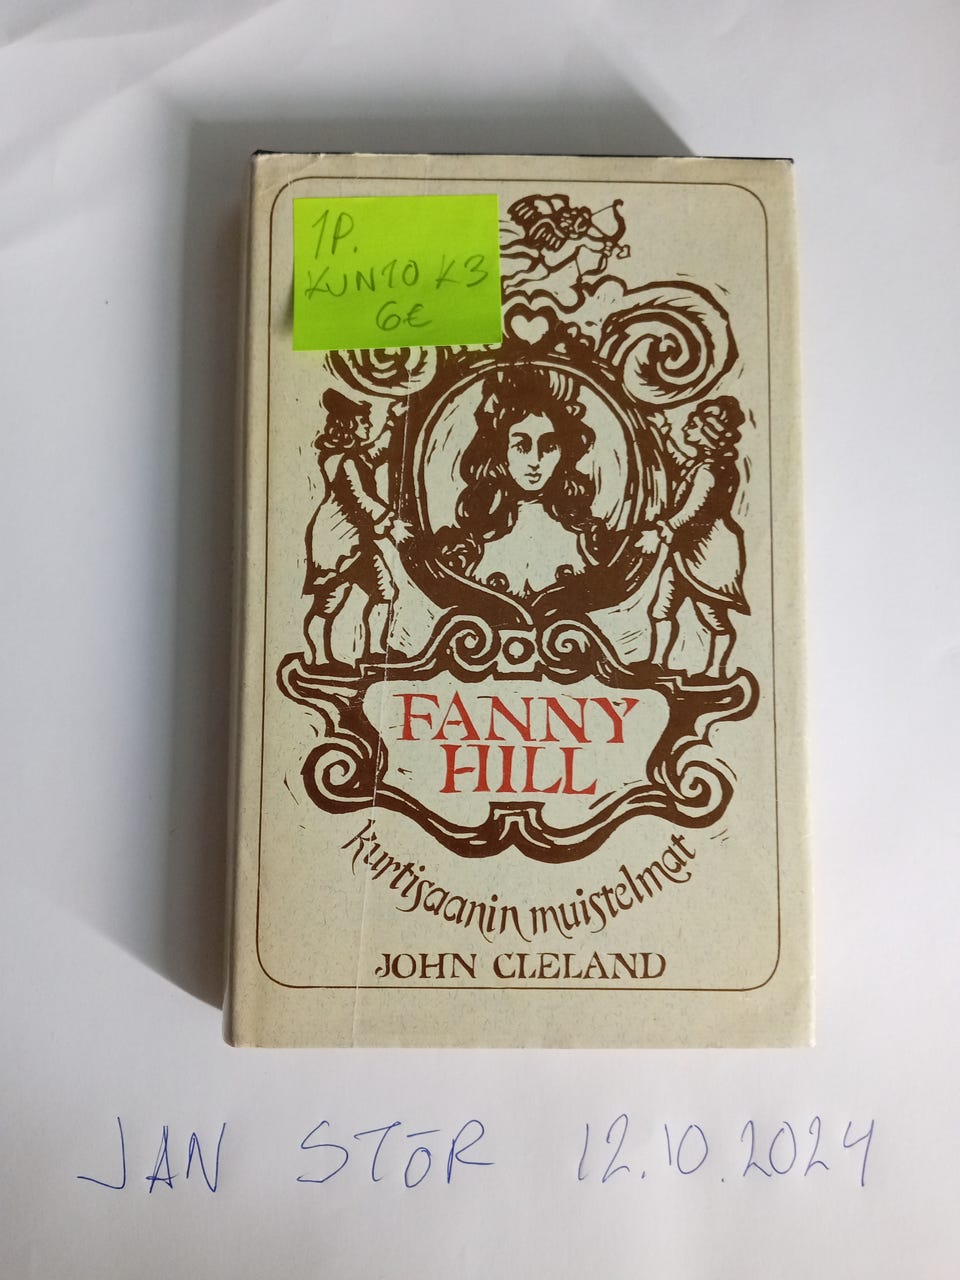 1P.
KUNTO K3
6€
FANNY
HILL
kurtisaanin muistelmat
JOHN CLELAND
JAN STÖR 12.10.2024